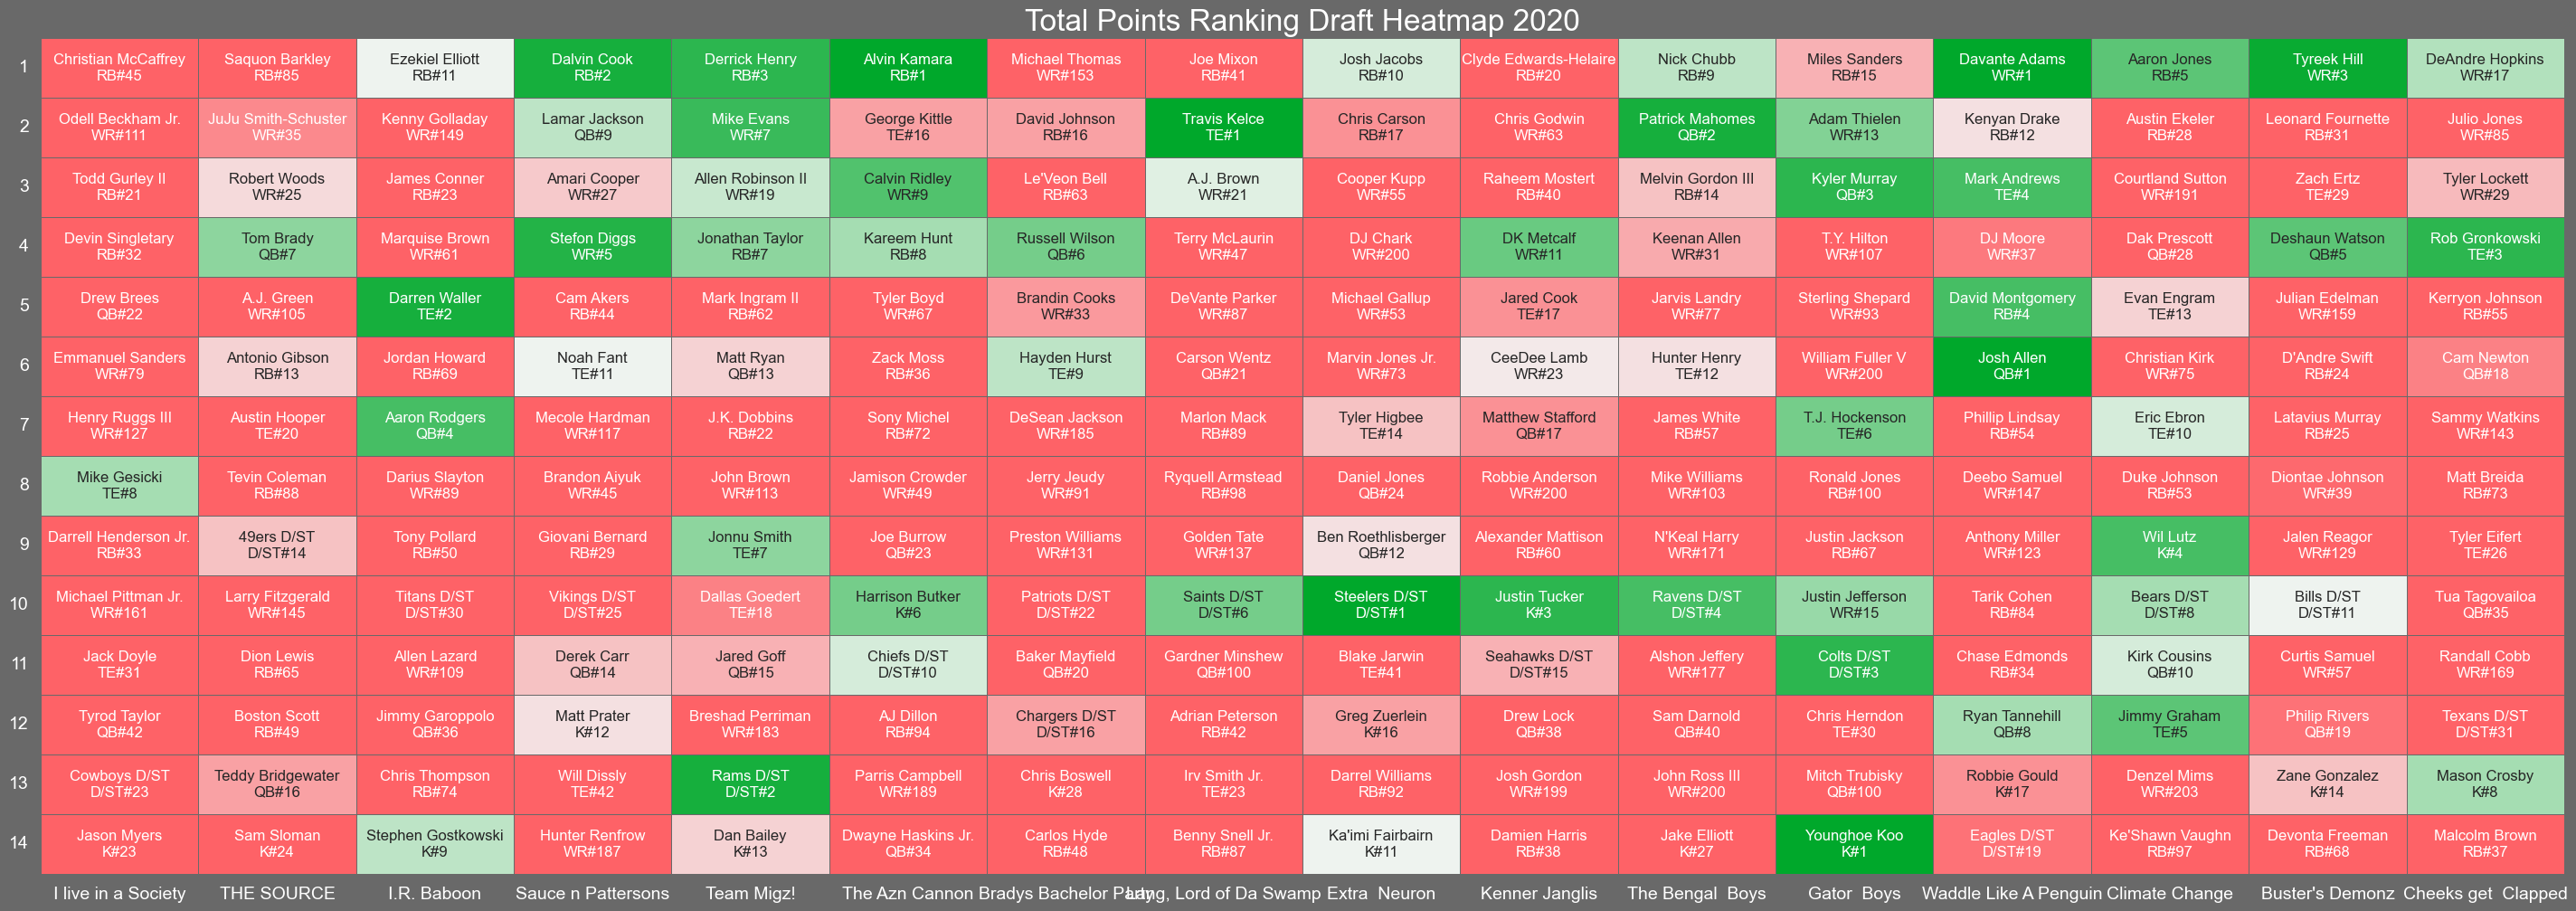 Total Points Ranking Draft Heatmap 2020
1
Christian McCaffrey Saquon Barkley Ezekiel Elliott Dalvin Cook Derrick Henry Alvin Kamara Michael Thomas Joe Mixon Josh Jacobs Clyde Edwards-Helaire Nick Chubb Miles Sanders Davante Adams Aaron Jones Tyreek Hill DeAndre Hopkins
RB#45 RB#85 RB#11 RB#2 RB#3 RB#1 WR#153 RB#41 RB#10 RB#20 RB#9 RB#15 WR#1 RB#5 WR#3 WR#17
2
Odell Beckham Jr. JuJu Smith-Schuster Kenny Golladay Lamar Jackson Mike Evans George Kittle David Johnson Travis Kelce Chris Carson Chris Godwin Patrick Mahomes Adam Thielen Kenyan Drake Austin Ekeler Leonard Fournette Julio Jones
WR#111 WR#35 WR#149 QB#9 WR#7 TE#16 RB#16 TE#1 RB#17 WR#63 QB#2 WR#13 RB#12 RB#28 RB#31 WR#85
3
Todd Gurley II Robert Woods James Conner Amari Cooper Allen Robinson II Calvin Ridley Le'Veon Bell A.J. Brown Cooper Kupp Raheem Mostert Melvin Gordon III Kyler Murray Mark Andrews Courtland Sutton Zach Ertz Tyler Lockett
RB#21 WR#25 RB#23 WR#27 WR#19 WR#9 RB#63 WR#21 WR#55 RB#40 RB#14 QB#3 TE#4 WR#191 TE#29 WR#29
4
Devin Singletary Tom Brady Marquise Brown Stefon Diggs Jonathan Taylor Kareem Hunt Russell Wilson Terry McLaurin DJ Chark DK Metcalf Keenan Allen T.Y. Hilton DJ Moore Dak Prescott Deshaun Watson Rob Gronkowski
RB#32 QB#7 WR#61 WR#5 RB#7 RB#8 QB#6 WR#47 WR#200 WR#11 WR#31 WR#107 WR#37 QB#28 QB#5 TE#3
5
Drew Brees A.J. Green Darren Waller Cam Akers Mark Ingram II Tyler Boyd Brandin Cooks DeVante Parker Michael Gallup Jared Cook Jarvis Landry Sterling Shepard David Montgomery Evan Engram Julian Edelman Kerryon Johnson
QB#22 WR#105 TE#2 RB#44 RB#62 WR#67 WR#33 WR#87 WR#53 TE#17 WR#77 WR#93 RB#4 TE#13 WR#159 RB#55
6
Emmanuel Sanders Antonio Gibson Jordan Howard Noah Fant Matt Ryan Zack Moss Hayden Hurst Carson Wentz Marvin Jones Jr. CeeDee Lamb Hunter Henry William Fuller V Josh Allen Christian Kirk D'Andre Swift Cam Newton
WR#79 RB#13 RB#69 TE#11 QB#13 RB#36 TE#9 QB#21 WR#73 WR#23 TE#12 WR#200 QB#1 WR#75 RB#24 QB#18
7
Henry Ruggs III Austin Hooper Aaron Rodgers Mecole Hardman J.K. Dobbins Sony Michel DeSean Jackson Marlon Mack Tyler Higbee Matthew Stafford James White T.J. Hockenson Phillip Lindsay Eric Ebron Latavius Murray Sammy Watkins
WR#127 TE#20 QB#4 WR#117 RB#22 RB#72 WR#185 RB#89 TE#14 QB#17 RB#57 TE#6 RB#54 TE#10 RB#25 WR#143
8
Mike Gesicki Tevin Coleman Darius Slayton Brandon Aiyuk John Brown Jamison Crowder Jerry Jeudy Ryquell Armstead Daniel Jones Robbie Anderson Mike Williams Ronald Jones Deebo Samuel Duke Johnson Diontae Johnson Matt Breida
TE#8 RB#88 WR#89 WR#45 WR#113 WR#49 WR#91 RB#98 QB#24 WR#200 WR#103 RB#100 WR#147 RB#53 WR#39 RB#73
9
Darrell Henderson Jr. 49ers D/ST Tony Pollard Giovani Bernard Jonnu Smith Joe Burrow Preston Williams Golden Tate Ben Roethlisberger Alexander Mattison N'Keal Harry Justin Jackson Anthony Miller Wil Lutz Jalen Reagor Tyler Eifert
RB#33 D/ST#14 RB#50 RB#29 TE#7 QB#23 WR#131 WR#137 QB#12 RB#60 WR#171 RB#67 WR#123 K#4 WR#129 TE#26
10
Michael Pittman Jr. Larry Fitzgerald Titans D/ST Vikings D/ST Dallas Goedert Harrison Butker Patriots D/ST Saints D/ST Steelers D/ST Justin Tucker Ravens D/ST Justin Jefferson Tarik Cohen Bears D/ST Bills D/ST Tua Tagovailoa
WR#161 WR#145 D/ST#30 D/ST#25 TE#18 K#6 D/ST#22 D/ST#6 D/ST#1 K#3 D/ST#4 WR#15 RB#84 D/ST#8 D/ST#11 QB#35
11
Jack Doyle Dion Lewis Allen Lazard Derek Carr Jared Goff Chiefs D/ST Baker Mayfield Gardner Minshew Blake Jarwin Seahawks D/ST Alshon Jeffery Colts D/ST Chase Edmonds Kirk Cousins Curtis Samuel Randall Cobb
TE#31 RB#65 WR#109 QB#14 QB#15 D/ST#10 QB#20 QB#100 TE#41 D/ST#15 WR#177 D/ST#3 RB#34 QB#10 WR#57 WR#169
12
Tyrod Taylor Boston Scott Jimmy Garoppolo Matt Prater Breshad Perriman AJ Dillon Chargers D/ST Adrian Peterson Greg Zuerlein Drew Lock Sam Darnold Chris Herndon Ryan Tannehill Jimmy Graham Philip Rivers Texans D/ST
QB#42 RB#49 QB#36 K#12 WR#183 RB#94 D/ST#16 RB#42 K#16 QB#38 QB#40 TE#30 QB#8 TE#5 QB#19 D/ST#31
13
Cowboys D/ST Teddy Bridgewater Chris Thompson Will Dissly Rams D/ST Parris Campbell Chris Boswell Irv Smith Jr. Darrel Williams Josh Gordon John Ross III Mitch Trubisky Robbie Gould Denzel Mims Zane Gonzalez Mason Crosby
D/ST#23 QB#16 RB#74 TE#42 D/ST#2 WR#189 K#28 TE#23 RB#92 WR#199 WR#200 QB#100 K#17 WR#203 K#14 K#8
14
Jason Myers Sam Sloman Stephen Gostkowski Hunter Renfrow Dan Bailey Dwayne Haskins Jr. Carlos Hyde Benny Snell Jr. Ka'imi Fairbairn Damien Harris Jake Elliott Younghoe Koo Eagles D/ST Ke'Shawn Vaughn Devonta Freeman Malcolm Brown
K#23 K#24 K#9 WR#187 K#13 QB#34 RB#48 RB#87 K#11 RB#38 K#27 K#1 D/ST#19 RB#97 RB#68 RB#37
I live in a Society THE SOURCE I.R. Baboon Sauce n Pattersons Team Migz! The Azn Cannon Bradys Bachelor Party Lord of Da Swamp Extra Neuron Kenner Janglis The Bengal Boys Gator Boys Waddle Like A Penguin Climate Change Buster's Demonz Cheeks get Clapped